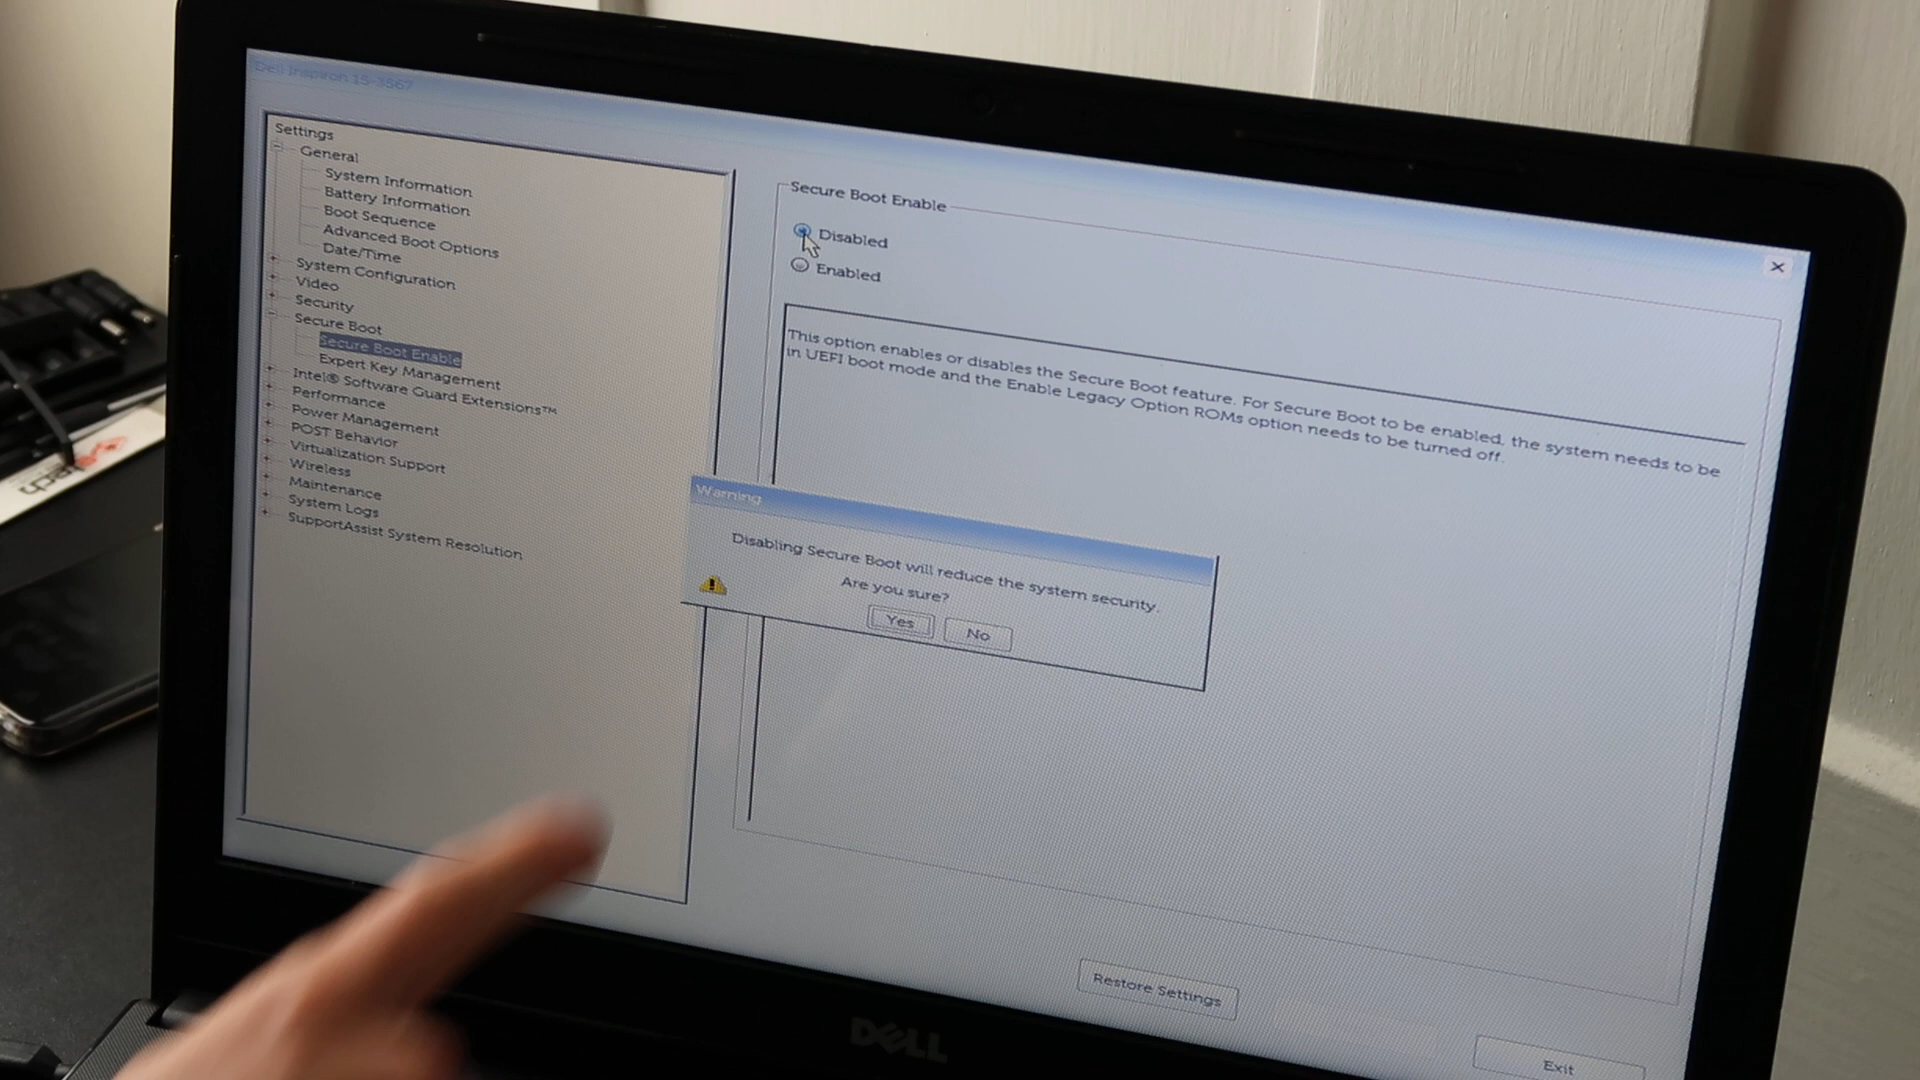 Dell Inspiron 15-3567
Settings
General
System Information
Battery Information
Boot Sequence
Advanced Boot Options
Date/Time
System Configuration
Video
Security
Secure Boot
Secure Boot Enable
Expert Key Management
Intel® Software Guard Extensions™
Performance
Power Management
POST Behavior
Virtualization Support
Wireless
Maintenance
System Logs
SupportAssist System Resolution
Secure Boot Enable
Disabled
Enabled
This option enables or disables the Secure Boot feature. For Secure Boot to be enabled, the system needs to be
in UEFI boot mode and the Enable Legacy Option ROMs option needs to be turned off.
Warning
Disabling Secure Boot will reduce the system security.
Are you sure?
Yes
No
Restore Settings
Exit
DELL